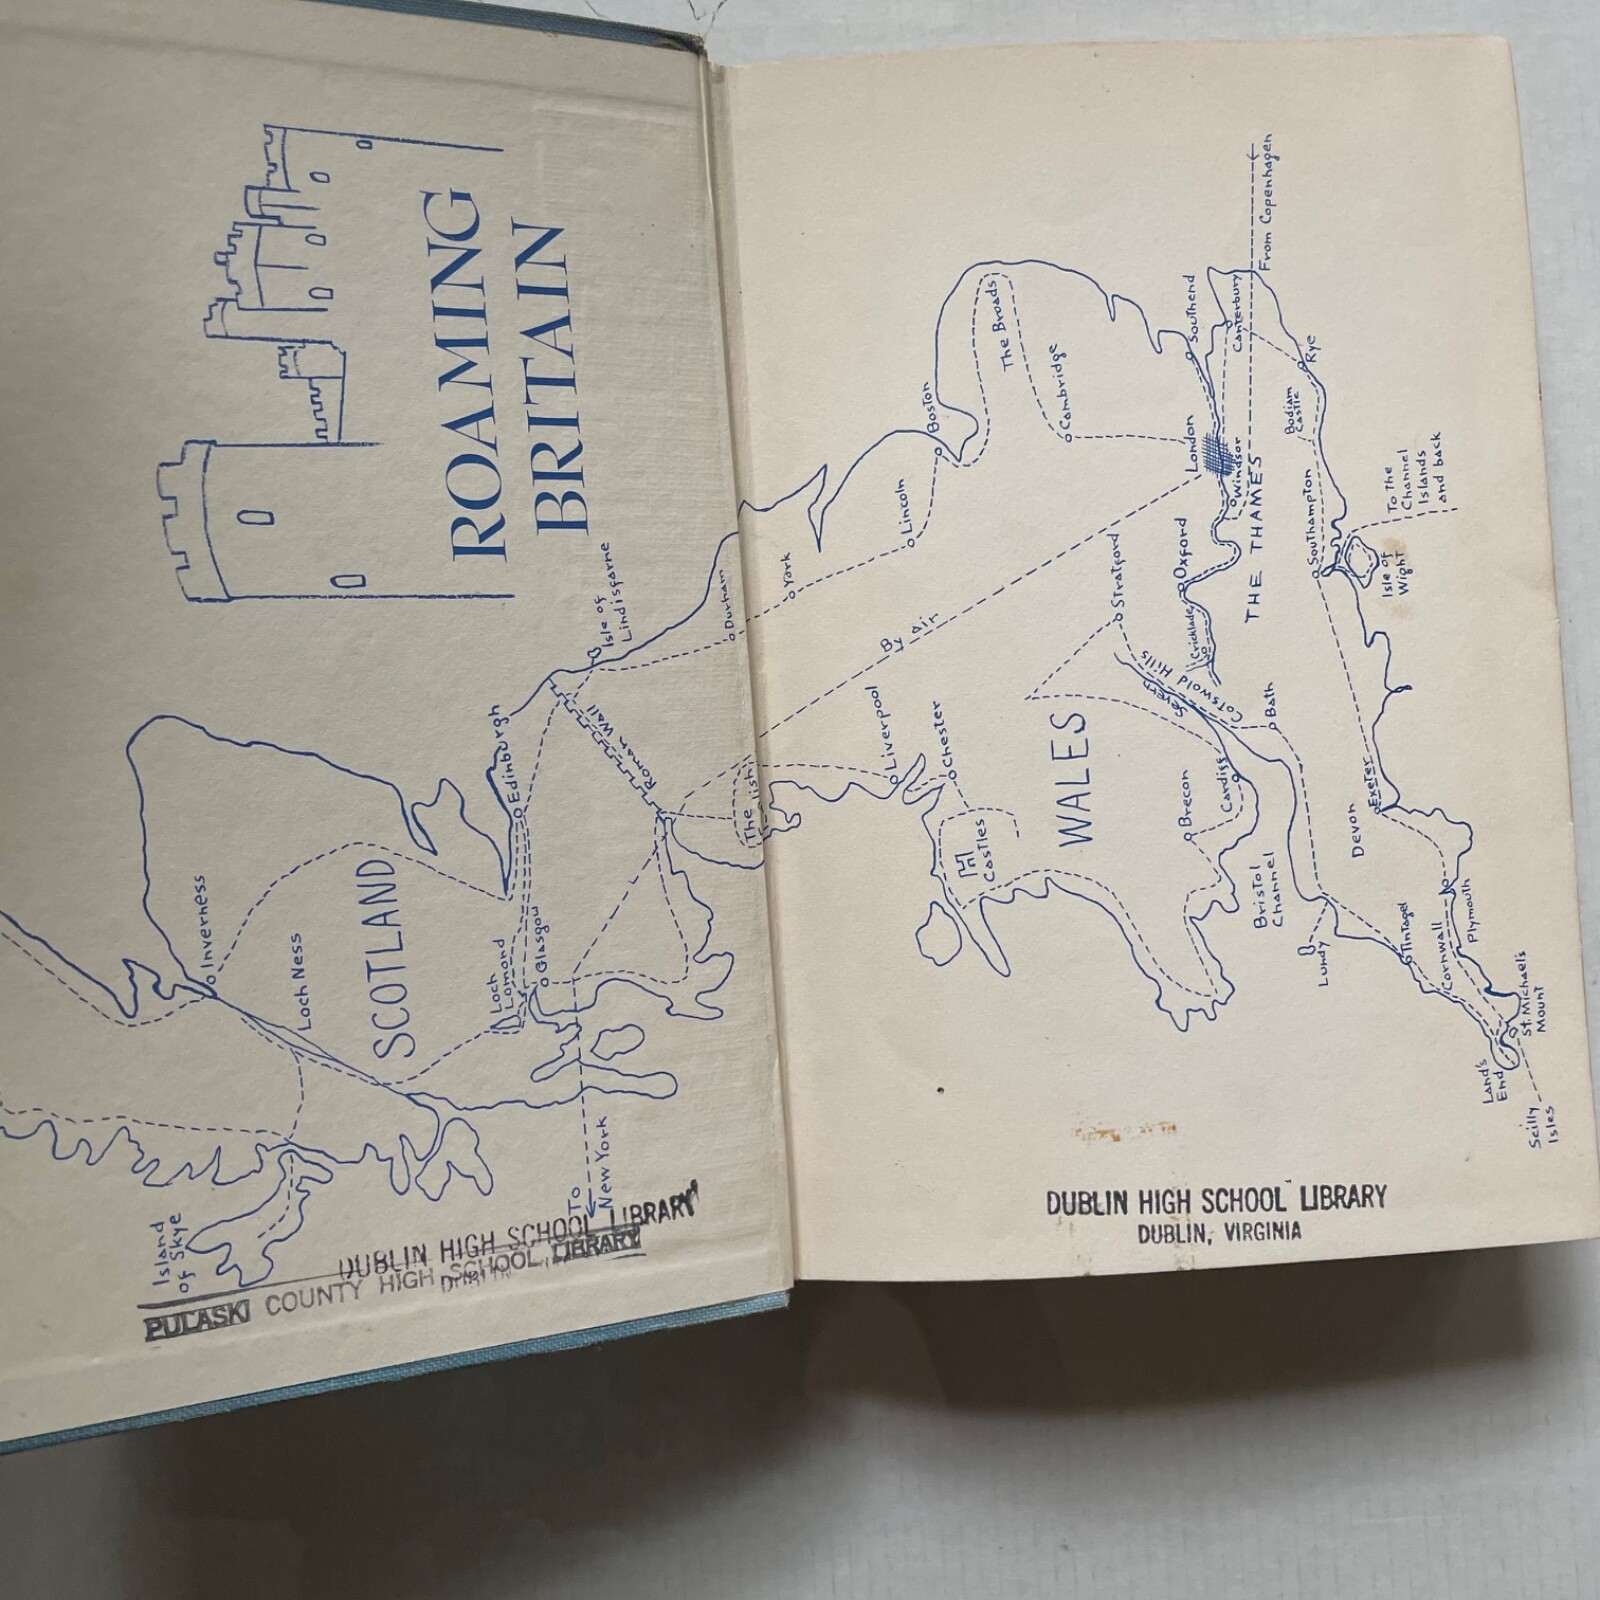 ROAMING
BRITAIN
Isle of
Lindisfarne
Durham
York
Roman Wall
Edinburgh
Inverness
Loch Ness
SCOTLAND
Loch
Lomond
Glasgow
The
Island
of Skye
To
New York
DUBLIN HIGH SCHOOL LIBRARY
PULASKI COUNTY HIGH SCHOOL LIBRARY
From Copenhagen
The Broads
Cambridge
Boston
Lincoln
Southend
Canterbury
Rye
Bodiam
Castle
London
Windsor
THE THAMES
Oxford
Cricklade
Stratford
Southampton
Isle of
Wight
To the
Channel
Islands
and back
By air
Liverpool
Chester
Castles
WALES
Severn
Cotswold Hills
Bath
Brecon
Cardiff
Bristol
Channel
Devon
Exeter
Lundy
Tintagel
Cornwall
Plymouth
St. Michaels
Mount
Land's
End
Scilly
Isles
DUBLIN HIGH SCHOOL LIBRARY
DUBLIN, VIRGINIA